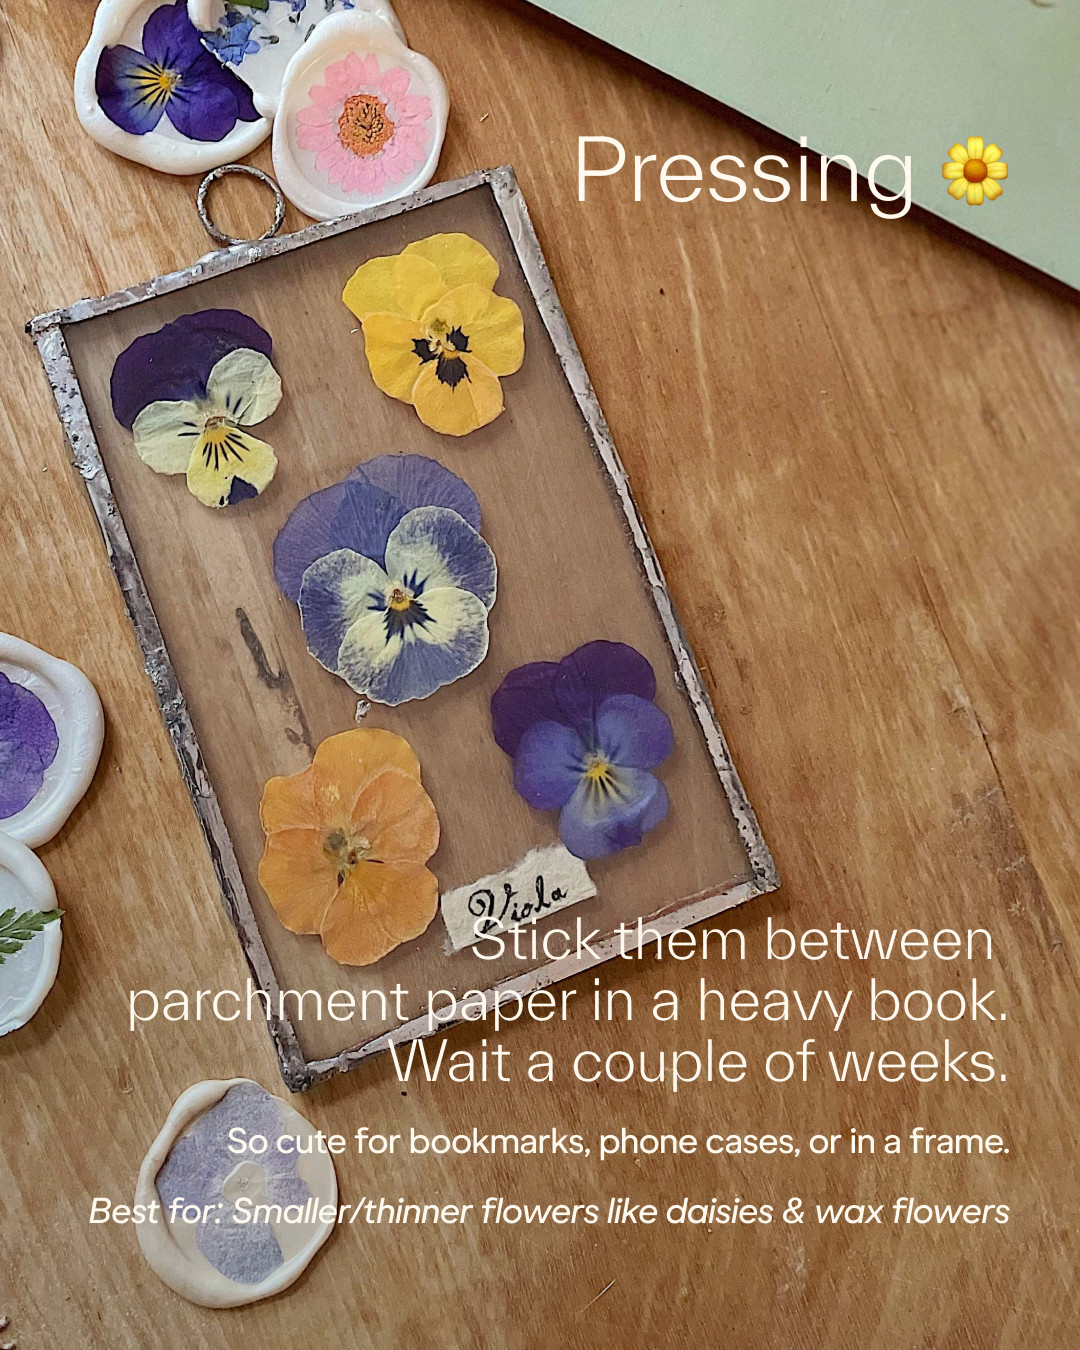 Pressing 🌼
Viola
Stick them between
parchment paper in a heavy book.
Wait a couple of weeks.
So cute for bookmarks, phone cases, or in a frame.
Best for: Smaller/thinner flowers like daisies & wax flowers